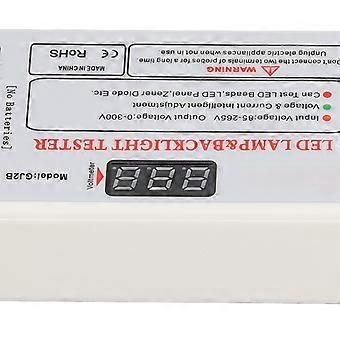 Voltmeter
888
Model:GJ2B
LED LAMP&BACKLIGHT TESTER
Input Voltage:85-265V Output Voltage:0-300V
Voltage & Current Intelligent Adjustment
Can Test LED Beads,LED Panel,Zener Diode Etc.
[No Batteries]
WARNING
Don't connect the two terminals of probes for a long time
Unplug electric appliances when not in use
MADE IN CHINA
CE RoHS